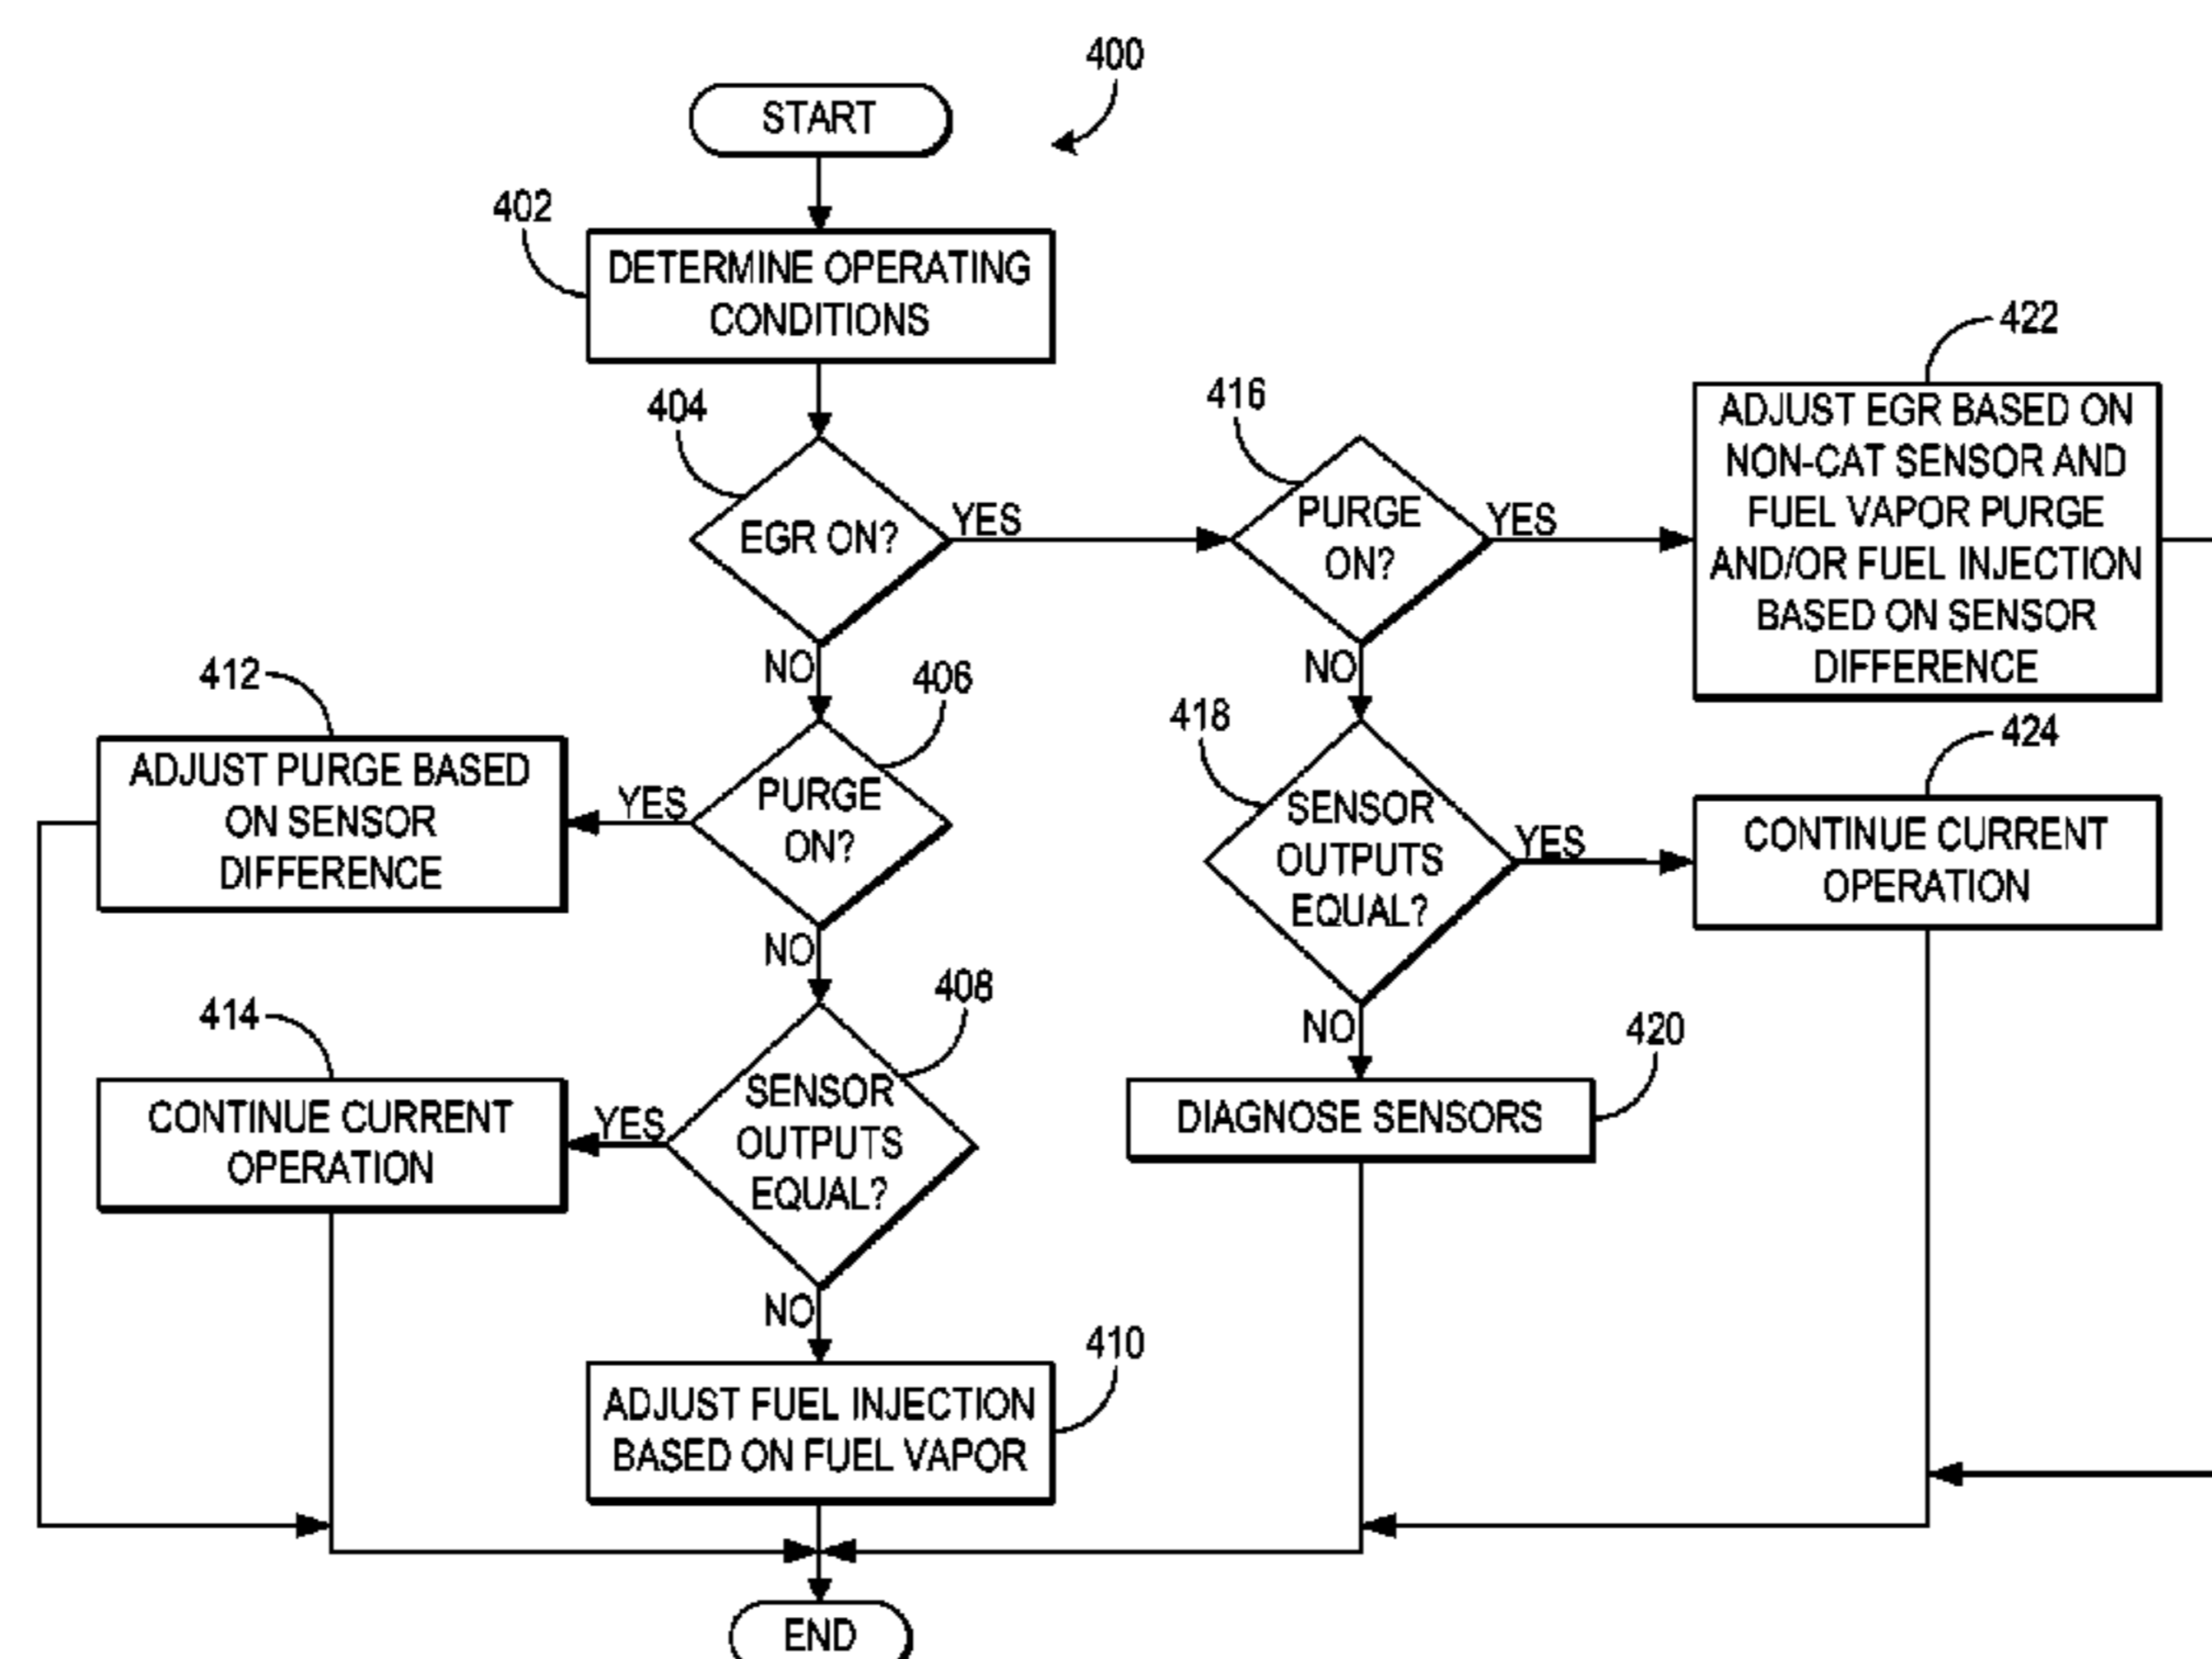 400
START
402
DETERMINE OPERATING
CONDITIONS
404
EGR ON?
YES
NO
416
PURGE
ON?
YES
NO
422
ADJUST EGR BASED ON
NON-CAT SENSOR AND
FUEL VAPOR PURGE
AND/OR FUEL INJECTION
BASED ON SENSOR
DIFFERENCE
406
PURGE
ON?
YES
NO
412
ADJUST PURGE BASED
ON SENSOR
DIFFERENCE
418
SENSOR
OUTPUTS
EQUAL?
YES
NO
424
CONTINUE CURRENT
OPERATION
408
SENSOR
OUTPUTS
EQUAL?
YES
NO
414
CONTINUE CURRENT
OPERATION
420
DIAGNOSE SENSORS
410
ADJUST FUEL INJECTION
BASED ON FUEL VAPOR
END